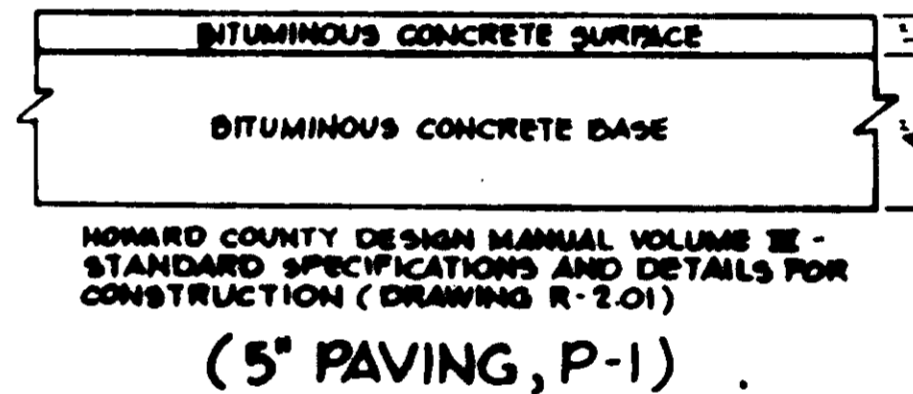 BITUMINOUS CONCRETE SURFACE
BITUMINOUS CONCRETE BASE
HOWARD COUNTY DESIGN MANUAL VOLUME III -
STANDARD SPECIFICATIONS AND DETAILS FOR
CONSTRUCTION (DRAWING R-2.01)
(5" PAVING, P-1)